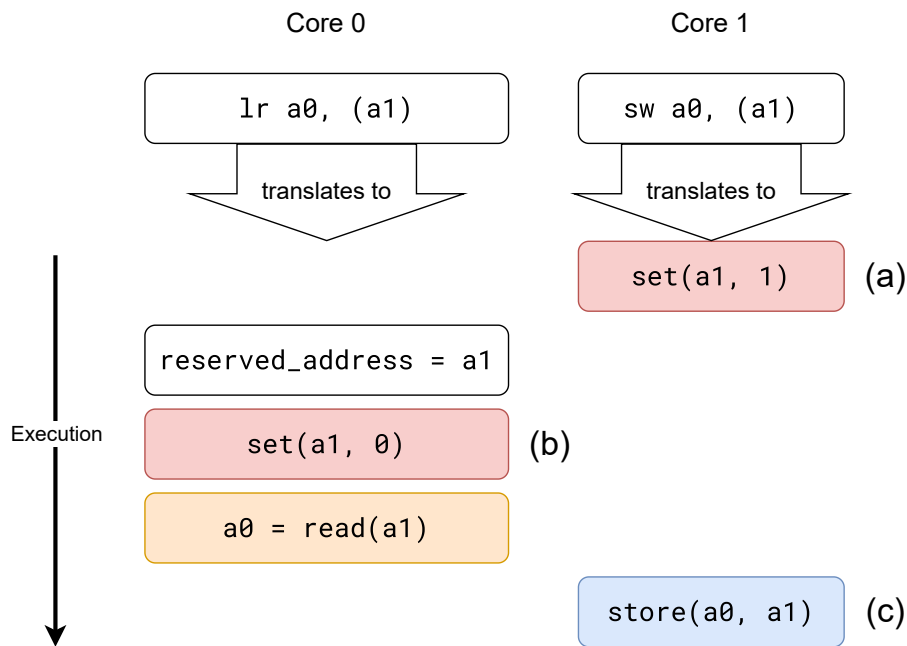 Core 0
Core 1
lr a0, (a1)
sw a0, (a1)
translates to
translates to
set(a1, 1)
(a)
reserved_address = a1
Execution
set(a1, 0)
(b)
a0 = read(a1)
store(a0, a1)
(c)